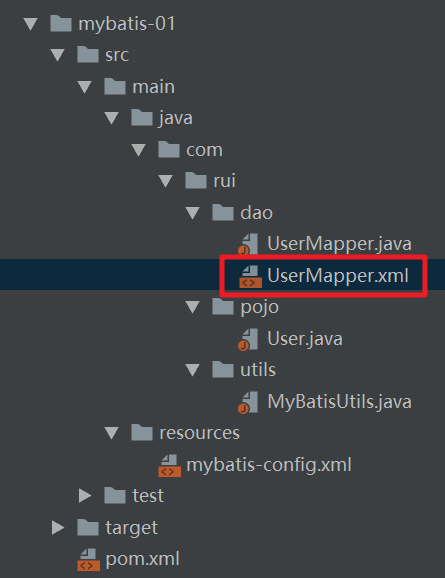 mybatis-01
src
main
java
com
rui
dao
UserMapper.java
UserMapper.xml
pojo
User.java
utils
MyBatisUtils.java
resources
mybatis-config.xml
test
target
pom.xml